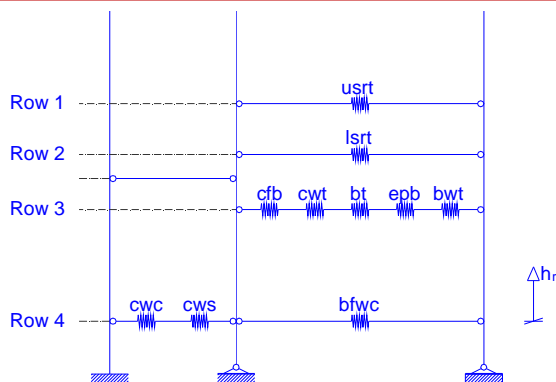 usrt
Row 1
lsrt
Row 2
cfb cwt bt epb bwt
Row 3
hr
cwc cws bfwc
Row 4